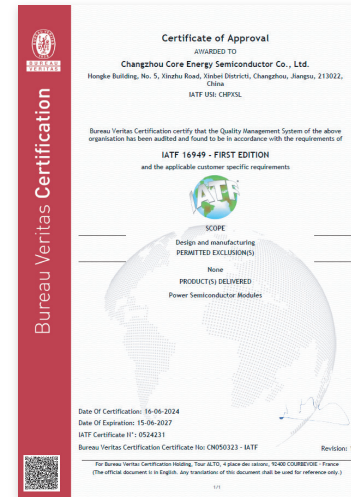 Certificate of Approval
AWARDED TO
Changzhou Core Energy Semiconductor Co., Ltd.
Hongke Building, No. 5, Xinzhu Road, Xinbei Districti, Changzhou, Jiangsu, 213022,
China
IATF USI: CHPXSL
Bureau Veritas Certification certify that the Quality Management System of the above
organisation has been audited and found to be in accordance with the requirements of
IATF 16949 - FIRST EDITION
and the applicable customer specific requirements
IATF
SCOPE
Design and manufacturing
PERMITTED EXCLUSION(S)
None
PRODUCT(S) DELIVERED
Power Semiconductor Modules
Date Of Certification: 16-06-2024
Date Of Expiration: 15-06-2027
IATF Certificate N°: 0524231
Bureau Veritas Certification Certificate No: CN050323 - IATF
Revision:
For Bureau Veritas Certification Holding, Tour ALTO, 4 place des saisons, 92400 COURBEVOIE - France
(The official document is in English. Any translations of this document shall be used for reference only.)
1/1
BUREAU
VERITAS
Bureau Veritas Certification